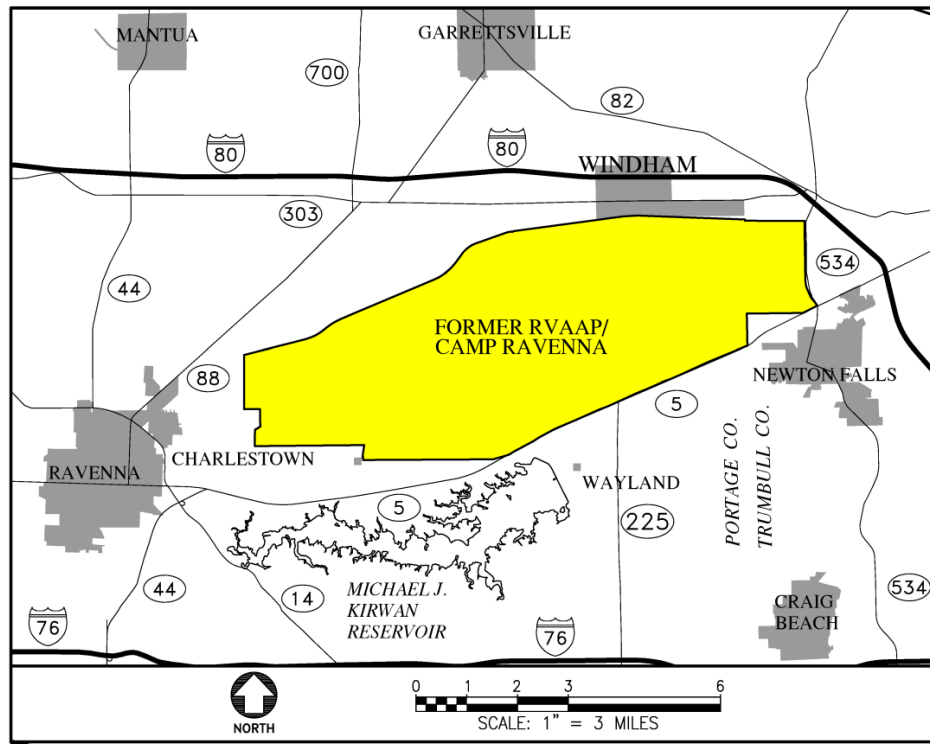 MANTUA
GARRETTSVILLE
700
82
80
80
WINDHAM
303
534
44
FORMER RVAAP/
CAMP RAVENNA
88
NEWTON FALLS
5
CHARLESTOWN
RAVENNA
WAYLAND
PORTAGE CO.
TRUMBULL CO.
5
225
44
14
MICHAEL J.
KIRWAN
RESERVOIR
534
CRAIG
BEACH
76
76
NORTH
0 1 2 3 6
SCALE: 1" = 3 MILES